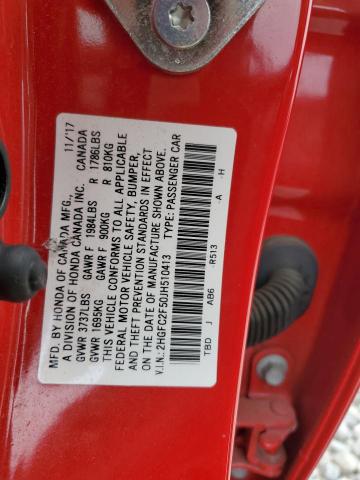 MFD. BY HONDA OF CANADA MFG., 11/17
A DIVISION OF HONDA CANADA INC. CANADA
GVWR 3737LBS GAWR F 1984LBS R 1786LBS
GVWR 1695KG GAWR F 900KG R 810KG
THIS VEHICLE CONFORMS TO ALL APPLICABLE
FEDERAL MOTOR VEHICLE SAFETY, BUMPER,
AND THEFT PREVENTION STANDARDS IN EFFECT
ON THE DATE OF MANUFACTURE SHOWN ABOVE.
V.I.N.: 2HGFC2F50JH510413 TYPE: PASSENGER CAR
TBD J AB6 -R513 -A -H